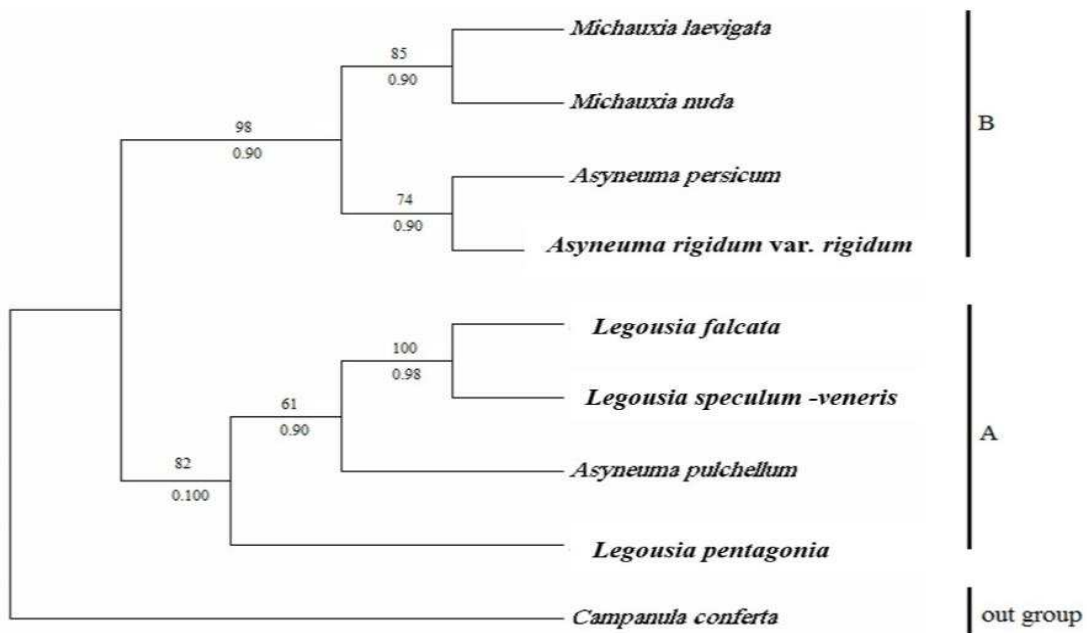 Michauxia laevigata
85
0.90
Michauxia nuda
98
0.90
B
Asyneuma persicum
74
0.90
Asyneuma rigidum var. rigidum
Legousia falcata
100
0.98
Legousia speculum -veneris
61
0.90
A
Asyneuma pulchellum
82
0.100
Legousia pentagonia
Campanula conferta
out group